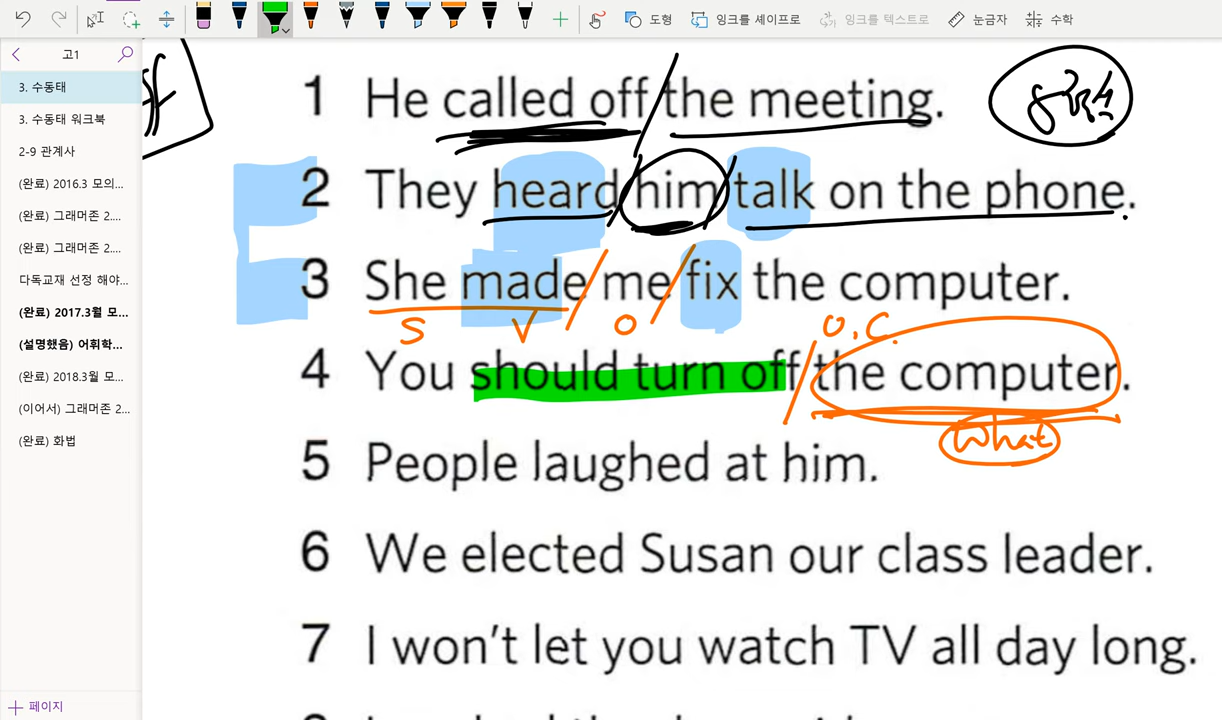 도형
잉크를 셰이프로
잉크를 텍스트로
눈금자
수학
고1
3. 수동태
3. 수동태 워크북
2-9 관계사
(완료) 2016.3 모의...
(완료) 그래머존 2....
(완료) 그래머존 2....
다독교재 선정 해야...
(완료) 2017.3월 모...
(설명했음) 어휘학...
(완료) 2018.3월 모...
(이어서) 그래머존 2...
(완료) 화법
페이지
1 He called off the meeting.
2 They heard him talk on the phone.
3 She made me fix the computer.
S V O O.C.
4 You should turn off the computer.
What
5 People laughed at him.
6 We elected Susan our class leader.
7 I won't let you watch TV all day long.